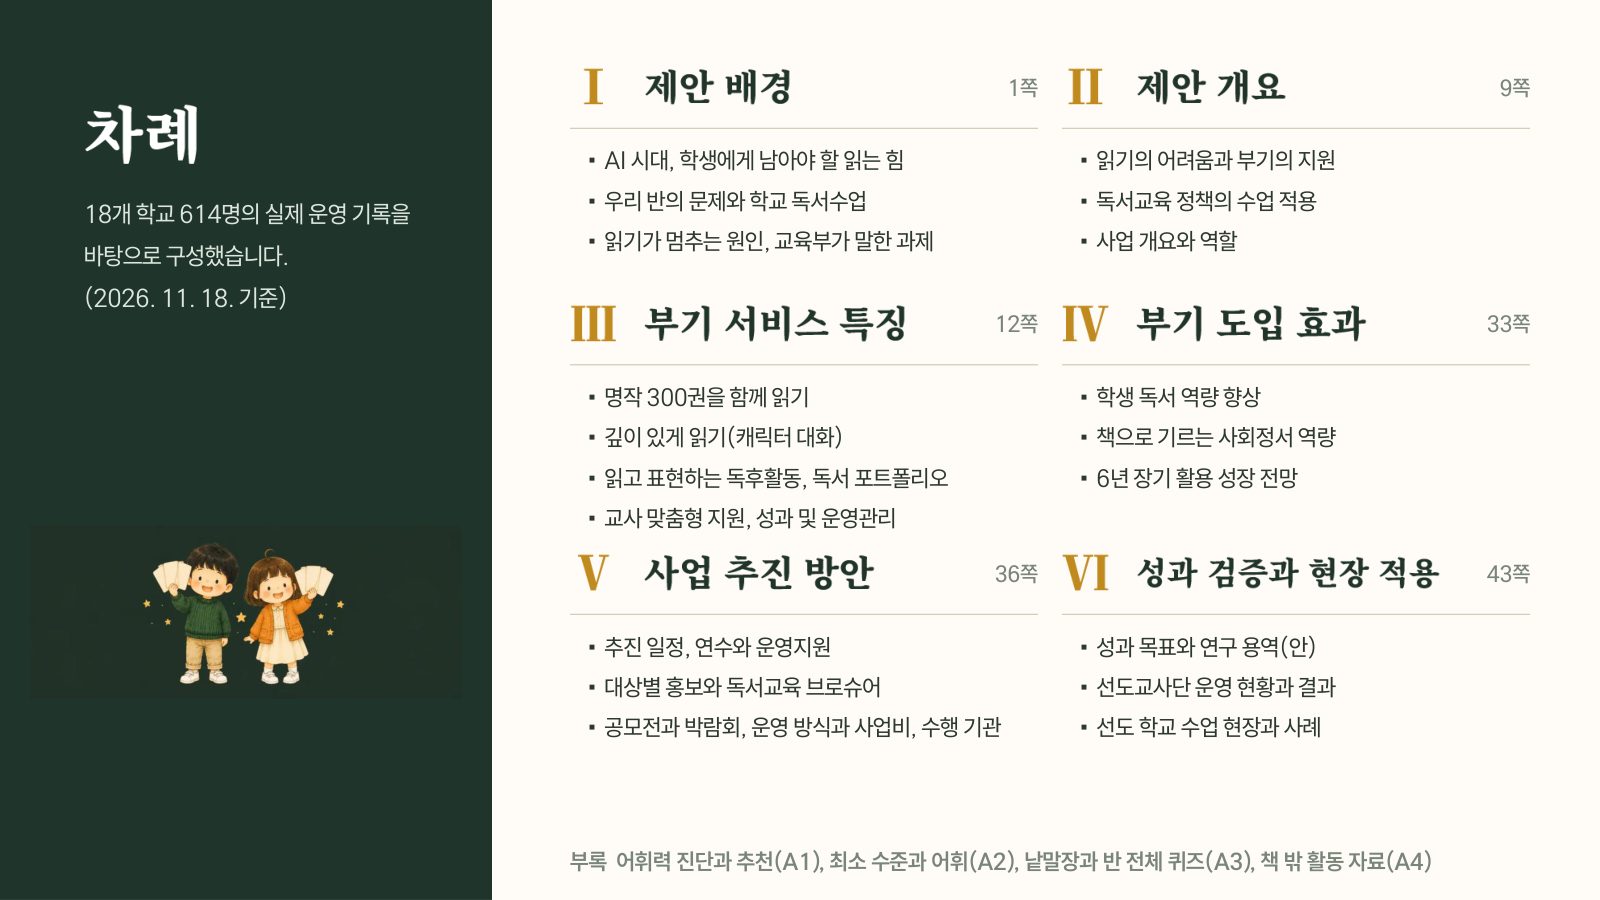 차례
18개 학교 614명의 실제 운영 기록을
바탕으로 구성했습니다.
(2026. 11. 18. 기준)
I 제안 배경 1쪽
▪ AI 시대, 학생에게 남아야 할 읽는 힘
▪ 우리 반의 문제와 학교 독서수업
▪ 읽기가 멈추는 원인, 교육부가 말한 과제
II 제안 개요 9쪽
▪ 읽기의 어려움과 부기의 지원
▪ 독서교육 정책의 수업 적용
▪ 사업 개요와 역할
III 부기 서비스 특징 12쪽
▪ 명작 300권을 함께 읽기
▪ 깊이 있게 읽기(캐릭터 대화)
▪ 읽고 표현하는 독후활동, 독서 포트폴리오
▪ 교사 맞춤형 지원, 성과 및 운영관리
IV 부기 도입 효과 33쪽
▪ 학생 독서 역량 향상
▪ 책으로 기르는 사회정서 역량
▪ 6년 장기 활용 성장 전망
V 사업 추진 방안 36쪽
▪ 추진 일정, 연수와 운영지원
▪ 대상별 홍보와 독서교육 브로슈어
▪ 공모전과 박람회, 운영 방식과 사업비, 수행 기관
VI 성과 검증과 현장 적용 43쪽
▪ 성과 목표와 연구 용역(안)
▪ 선도교사단 운영 현황과 결과
▪ 선도 학교 수업 현장과 사례
부록 어휘력 진단과 추천(A1), 최소 수준과 어휘(A2), 낱말장과 반 전체 퀴즈(A3), 책 밖 활동 자료(A4)